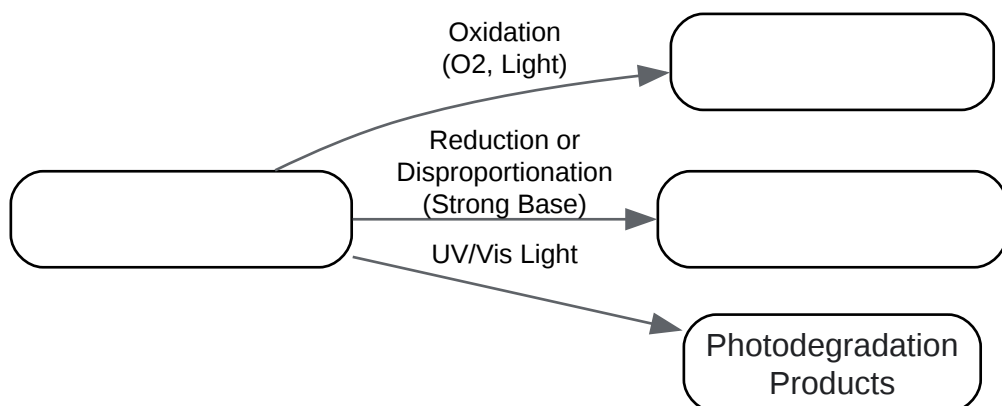 Oxidation
(O2, Light)
Reduction or
Disproportionation
(Strong Base)
UV/Vis Light
Photodegradation
Products